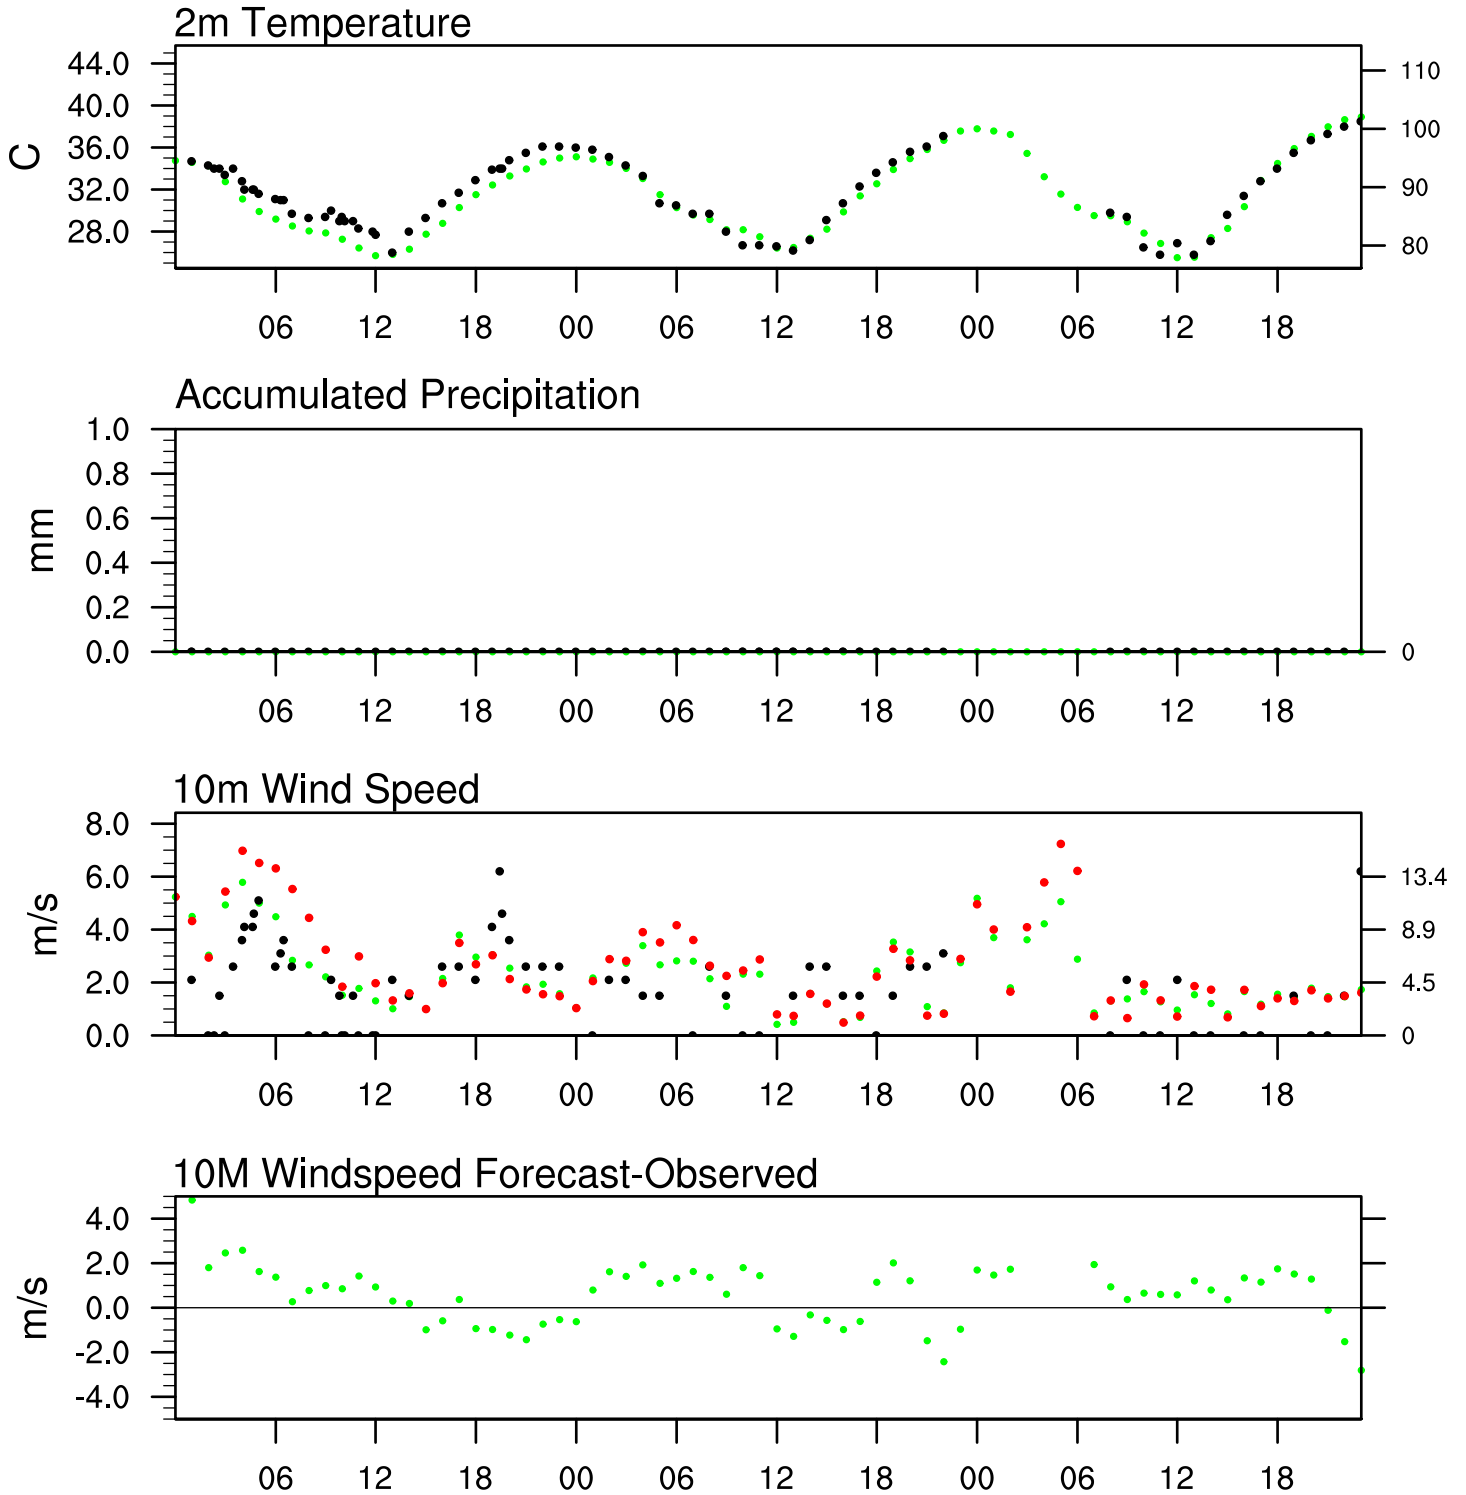 2m Temperature
44.0
40.0
36.0
32.0
28.0
C
110
100
90
80
06 12 18 00 06 12 18 00 06 12 18
Accumulated Precipitation
1.0
0.8
0.6
0.4
0.2
0.0
mm
0
06 12 18 00 06 12 18 00 06 12 18
10m Wind Speed
8.0
6.0
4.0
2.0
0.0
m/s
13.4
8.9
4.5
0
06 12 18 00 06 12 18 00 06 12 18
10M Windspeed Forecast-Observed
4.0
2.0
0.0
-2.0
-4.0
m/s
06 12 18 00 06 12 18 00 06 12 18